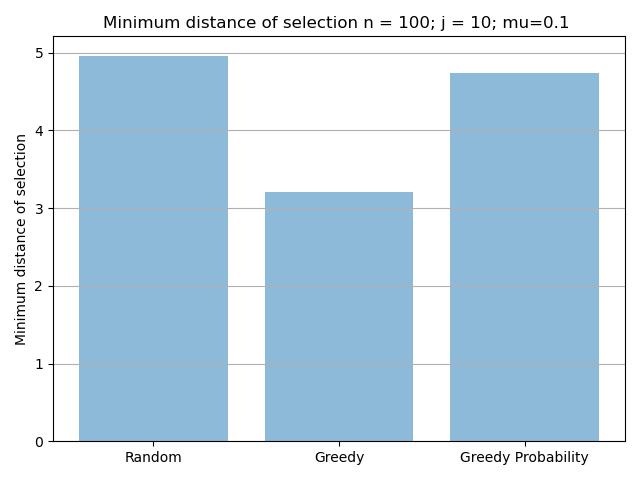 Minimum distance of selection n = 100; j = 10; mu=0.1
Minimum distance of selection
5
4
3
2
1
0
Random Greedy Greedy Probability